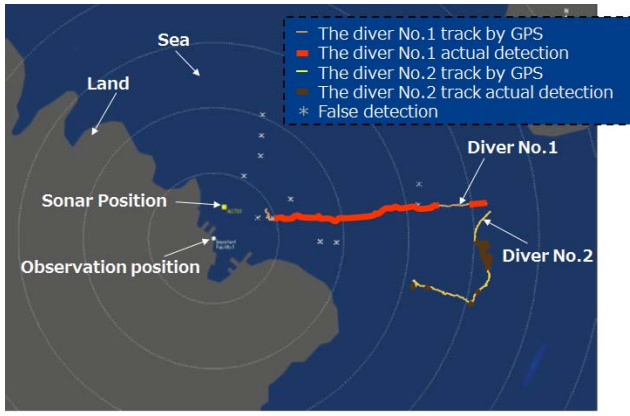 The diver No.1 track by GPS
The diver No.1 actual detection
The diver No.2 track by GPS
The diver No.2 track actual detection
False detection
Sea
Land
Diver No.1
Sonar Position
Observation position
Diver No.2